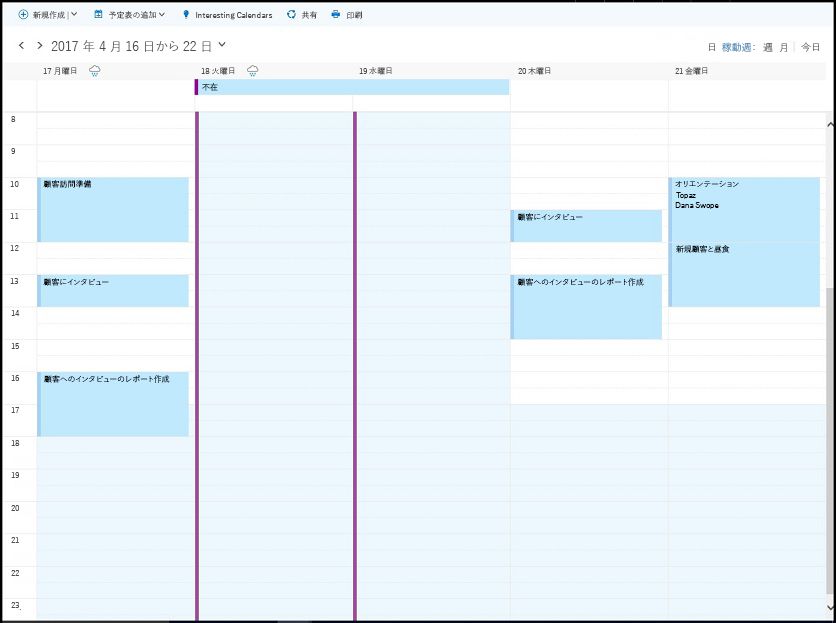 新規作成 | 予定表の追加 Interesting Calendars 共有 印刷
2017 年 4 月 16 日から 22 日 日 稼動週: 週 月 今日
17 月曜日 18 火曜日 19 水曜日 20 木曜日 21 金曜日
不在
8
9
10 顧客訪問準備 オリエンテーション
Topaz
Dana Swope
11 顧客にインタビュー
12 新規顧客と昼食
13 顧客にインタビュー 顧客へのインタビューのレポート作成
14
15
16 顧客へのインタビューのレポート作成
17
18
19
20
21
22
23